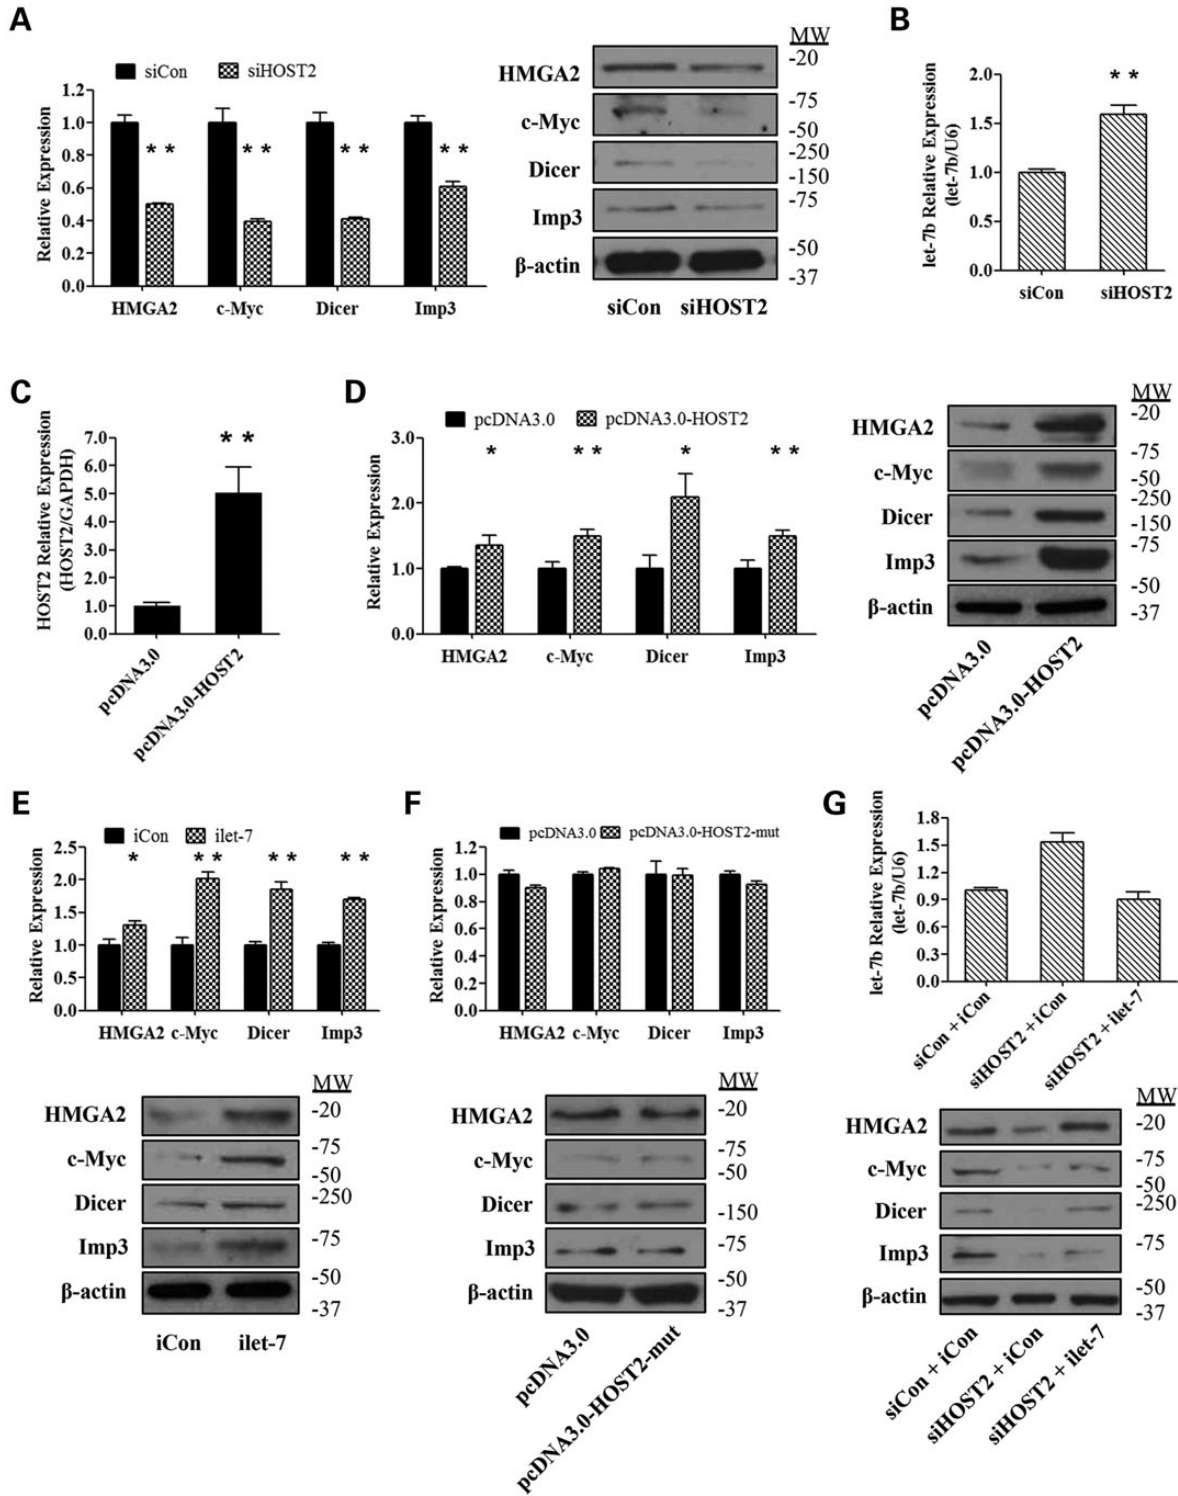 A
siCon siHOST2
Relative Expression
1.2
1.0
0.8
0.6
0.4
0.2
0.0
* * * * * * * *
HMGA2 c-Myc Dicer Imp3
MW
HMGA2 -20
c-Myc -75
-50
Dicer -250
-150
Imp3 -75
β-actin -50
-37
siCon siHOST2
B
let-7b Relative Expression
(let-7b/U6)
2.0
1.5
1.0
0.5
0.0
* *
siCon siHOST2
C
HOST2 Relative Expression
(HOST2/GAPDH)
7.0
6.0
5.0
4.0
3.0
2.0
1.0
0.0
* *
pcDNA3.0
pcDNA3.0-HOST2
D
pcDNA3.0 pcDNA3.0-HOST2
Relative Expression
3.0
2.0
1.0
0.0
* * * * * *
HMGA2 c-Myc Dicer Imp3
MW
HMGA2 -20
c-Myc -75
-50
Dicer -250
-150
Imp3 -75
-50
β-actin -37
pcDNA3.0
pcDNA3.0-HOST2
E
iCon ilet-7
Relative Expression
2.5
2.0
1.5
1.0
0.5
0.0
* * * * * * *
HMGA2 c-Myc Dicer Imp3
MW
HMGA2 -20
c-Myc -75
-50
Dicer -250
Imp3 -75
β-actin -50
-37
iCon ilet-7
F
pcDNA3.0 pcDNA3.0-HOST2-mut
Relative Expression
1.2
1.0
0.8
0.6
0.4
0.2
0.0
HMGA2 c-Myc Dicer Imp3
MW
HMGA2 -20
c-Myc -75
-50
Dicer -150
Imp3 -75
β-actin -50
-37
pcDNA3.0
pcDNA3.0-HOST2-mut
G
let-7b Relative Expression
(let-7b/U6)
1.8
1.5
1.2
0.9
0.6
0.3
0.0
siCon + iCon
siHOST2 + iCon
siHOST2 + ilet-7
MW
HMGA2 -20
c-Myc -75
-50
Dicer -250
Imp3 -75
β-actin -50
-37
siCon + iCon
siHOST2 + iCon
siHOST2 + ilet-7